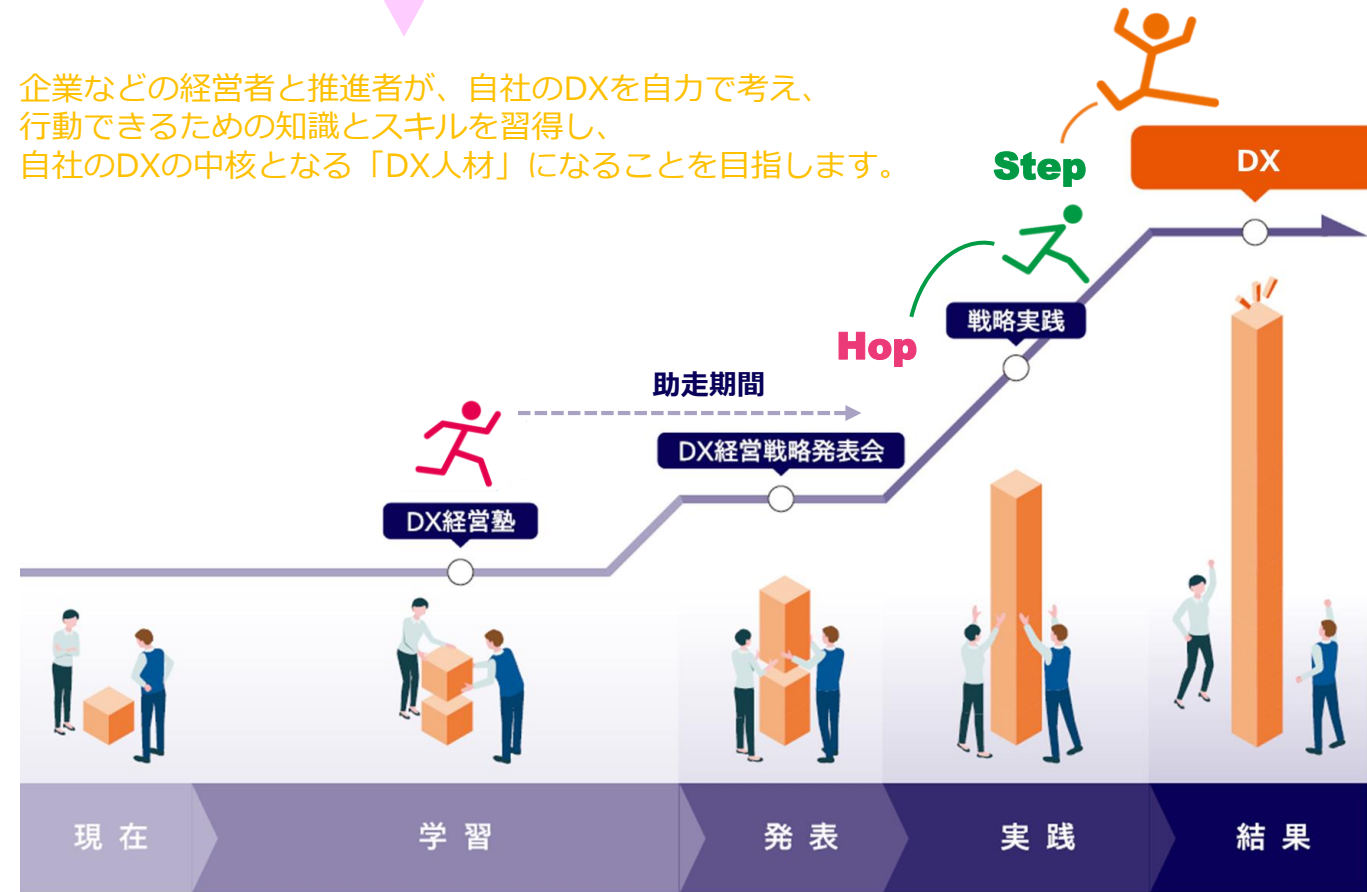 企業などの経営者と推進者が、自社のDXを自力で考え、
行動できるための知識とスキルを習得し、
自社のDXの中核となる「DX人材」になることを目指します。
Step
DX
Hop
戦略実践
助走期間
DX経営戦略発表会
DX経営塾
現在
学習
発表
実践
結果